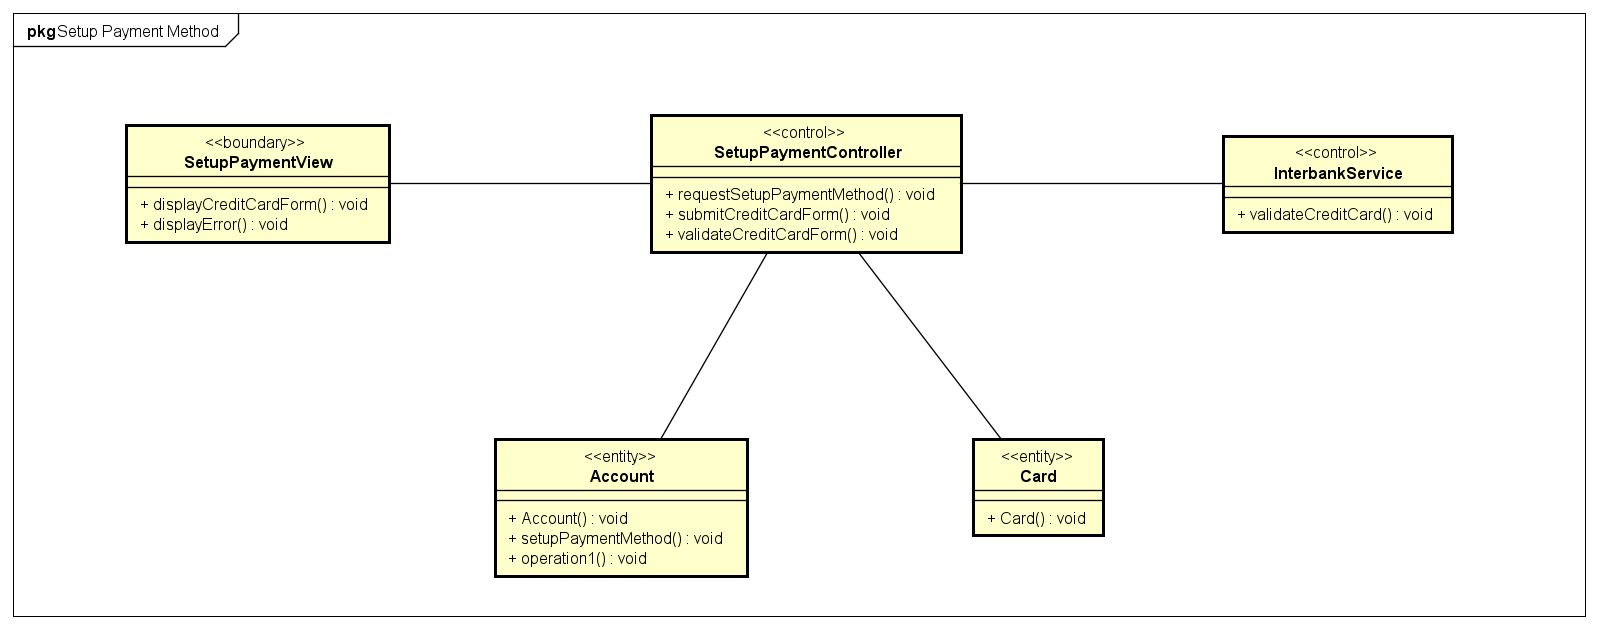 pkg Setup Payment Method
<<boundary>>
SetupPaymentView
+ displayCreditCardForm() : void
+ displayError() : void
<<control>>
SetupPaymentController
+ requestSetupPaymentMethod() : void
+ submitCreditCardForm() : void
+ validateCreditCardForm() : void
<<control>>
InterbankService
+ validateCreditCard() : void
<<entity>>
Account
+ Account() : void
+ setupPaymentMethod() : void
+ operation1() : void
<<entity>>
Card
+ Card() : void